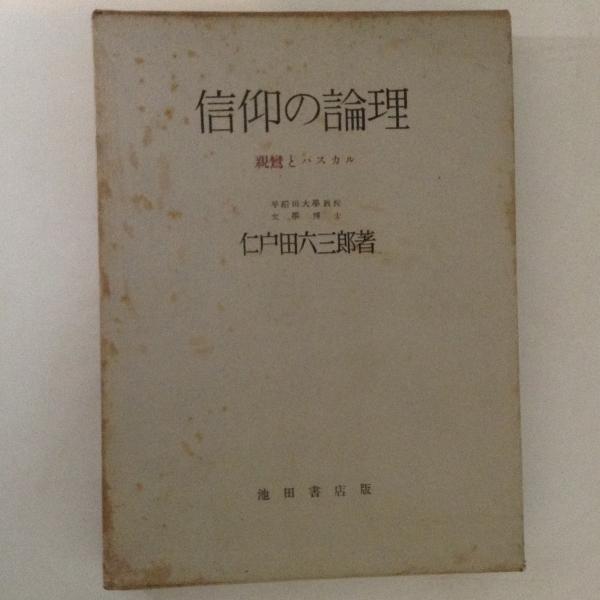 信仰の論理
親鸞とパスカル
早稲田大學教授
文學博士
仁戸田六三郎著
池田書店版